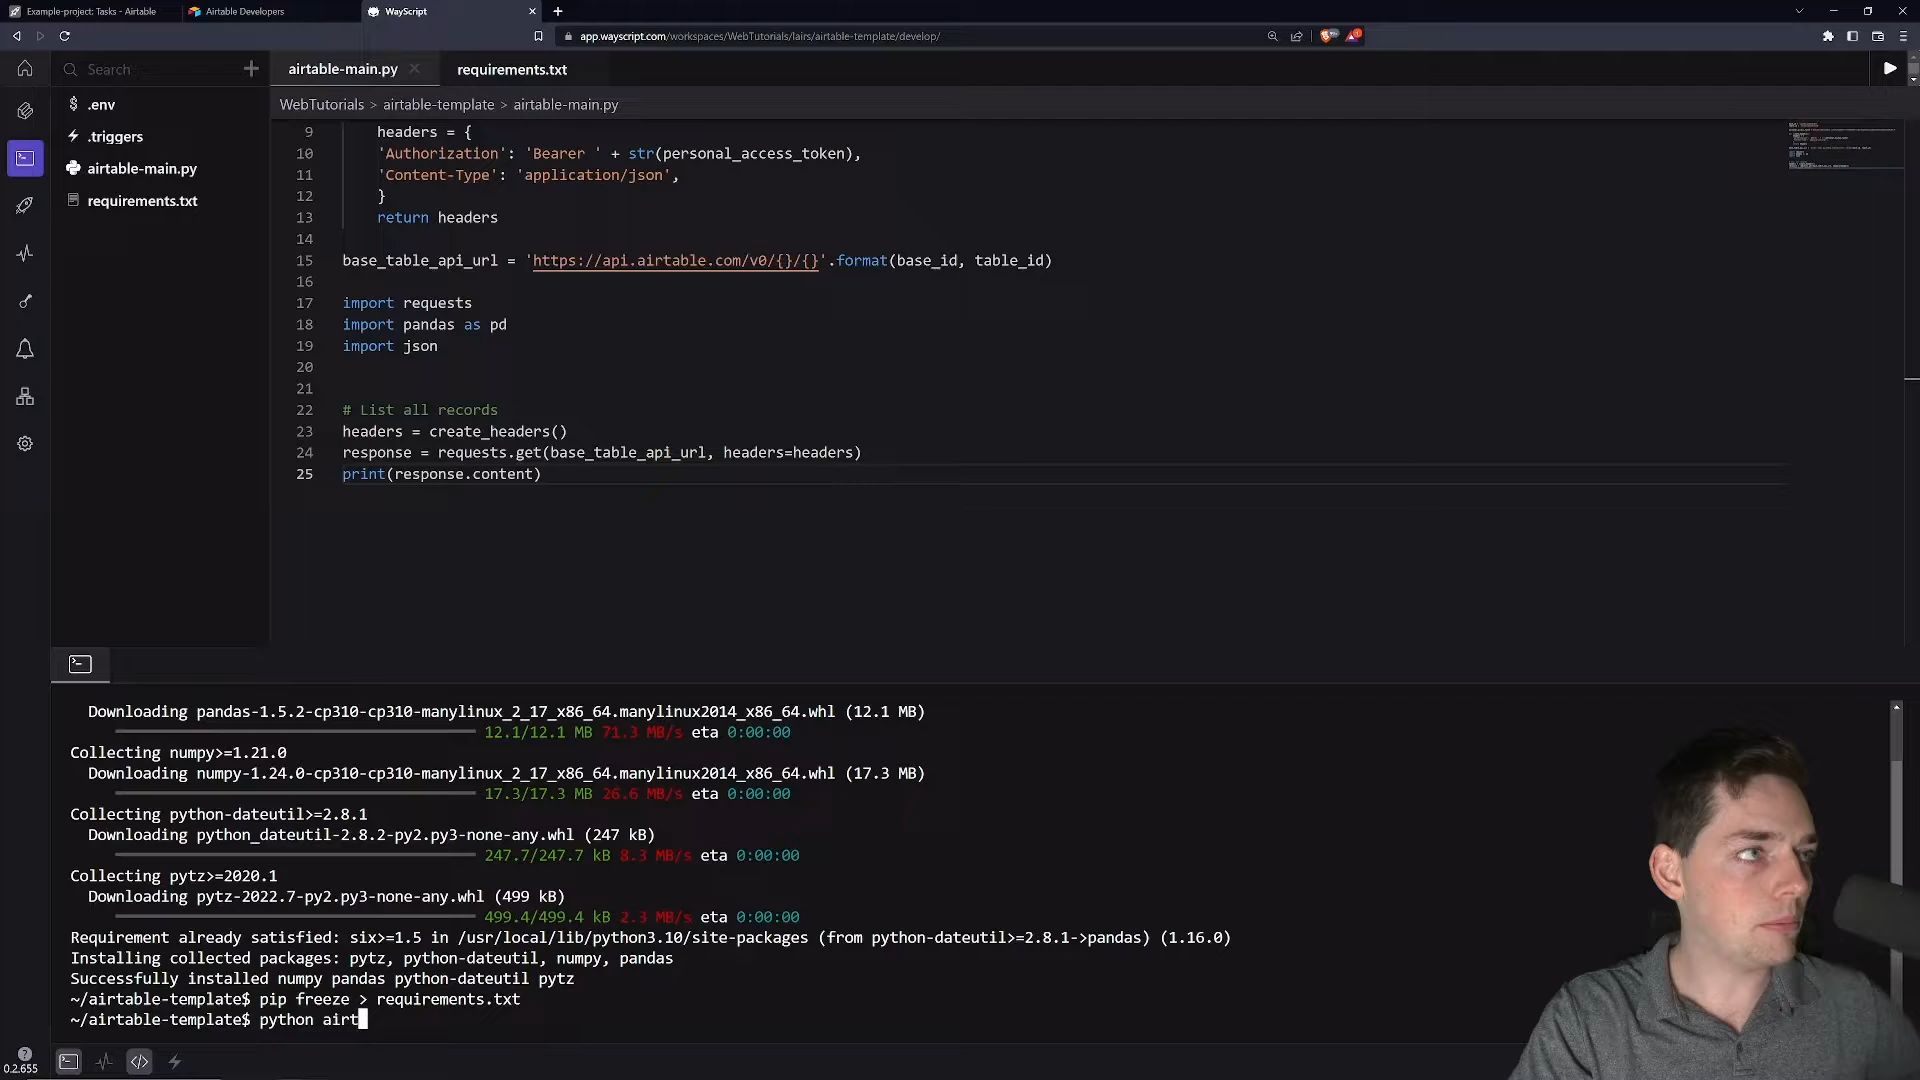 Example-project: Tasks - Airtable
Airtable Developers
WayScript
app.wayscript.com/workspaces/WebTutorials/lairs/airtable-template/develop/
Search
airtable-main.py
requirements.txt
.env
.triggers
airtable-main.py
requirements.txt
WebTutorials > airtable-template > airtable-main.py
9 headers = {
10 'Authorization': 'Bearer ' + str(personal_access_token),
11 'Content-Type': 'application/json',
12 }
13 return headers
14
15 base_table_api_url = 'https://api.airtable.com/v0/{}/{}'.format(base_id, table_id)
16
17 import requests
18 import pandas as pd
19 import json
20
21
22 # List all records
23 headers = create_headers()
24 response = requests.get(base_table_api_url, headers=headers)
25 print(response.content)
Downloading pandas-1.5.2-cp310-cp310-manylinux_2_17_x86_64.manylinux2014_x86_64.whl (12.1 MB)
12.1/12.1 MB 71.3 MB/s eta 0:00:00
Collecting numpy>=1.21.0
Downloading numpy-1.24.0-cp310-cp310-manylinux_2_17_x86_64.manylinux2014_x86_64.whl (17.3 MB)
17.3/17.3 MB 26.6 MB/s eta 0:00:00
Collecting python-dateutil>=2.8.1
Downloading python_dateutil-2.8.2-py2.py3-none-any.whl (247 kB)
247.7/247.7 kB 8.3 MB/s eta 0:00:00
Collecting pytz>=2020.1
Downloading pytz-2022.7-py2.py3-none-any.whl (499 kB)
499.4/499.4 kB 2.3 MB/s eta 0:00:00
Requirement already satisfied: six>=1.5 in /usr/local/lib/python3.10/site-packages (from python-dateutil>=2.8.1->pandas) (1.16.0)
Installing collected packages: pytz, python-dateutil, numpy, pandas
Successfully installed numpy pandas python-dateutil pytz
~/airtable-template$ pip freeze > requirements.txt
~/airtable-template$ python airt
0.2.655